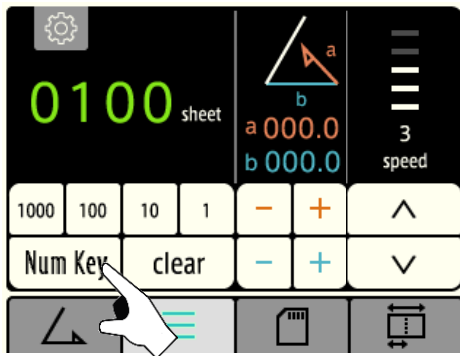 0100 sheet
a
b
a 000.0
b 000.0
3
speed
1000 100 10 1 - +
Num Key clear - +